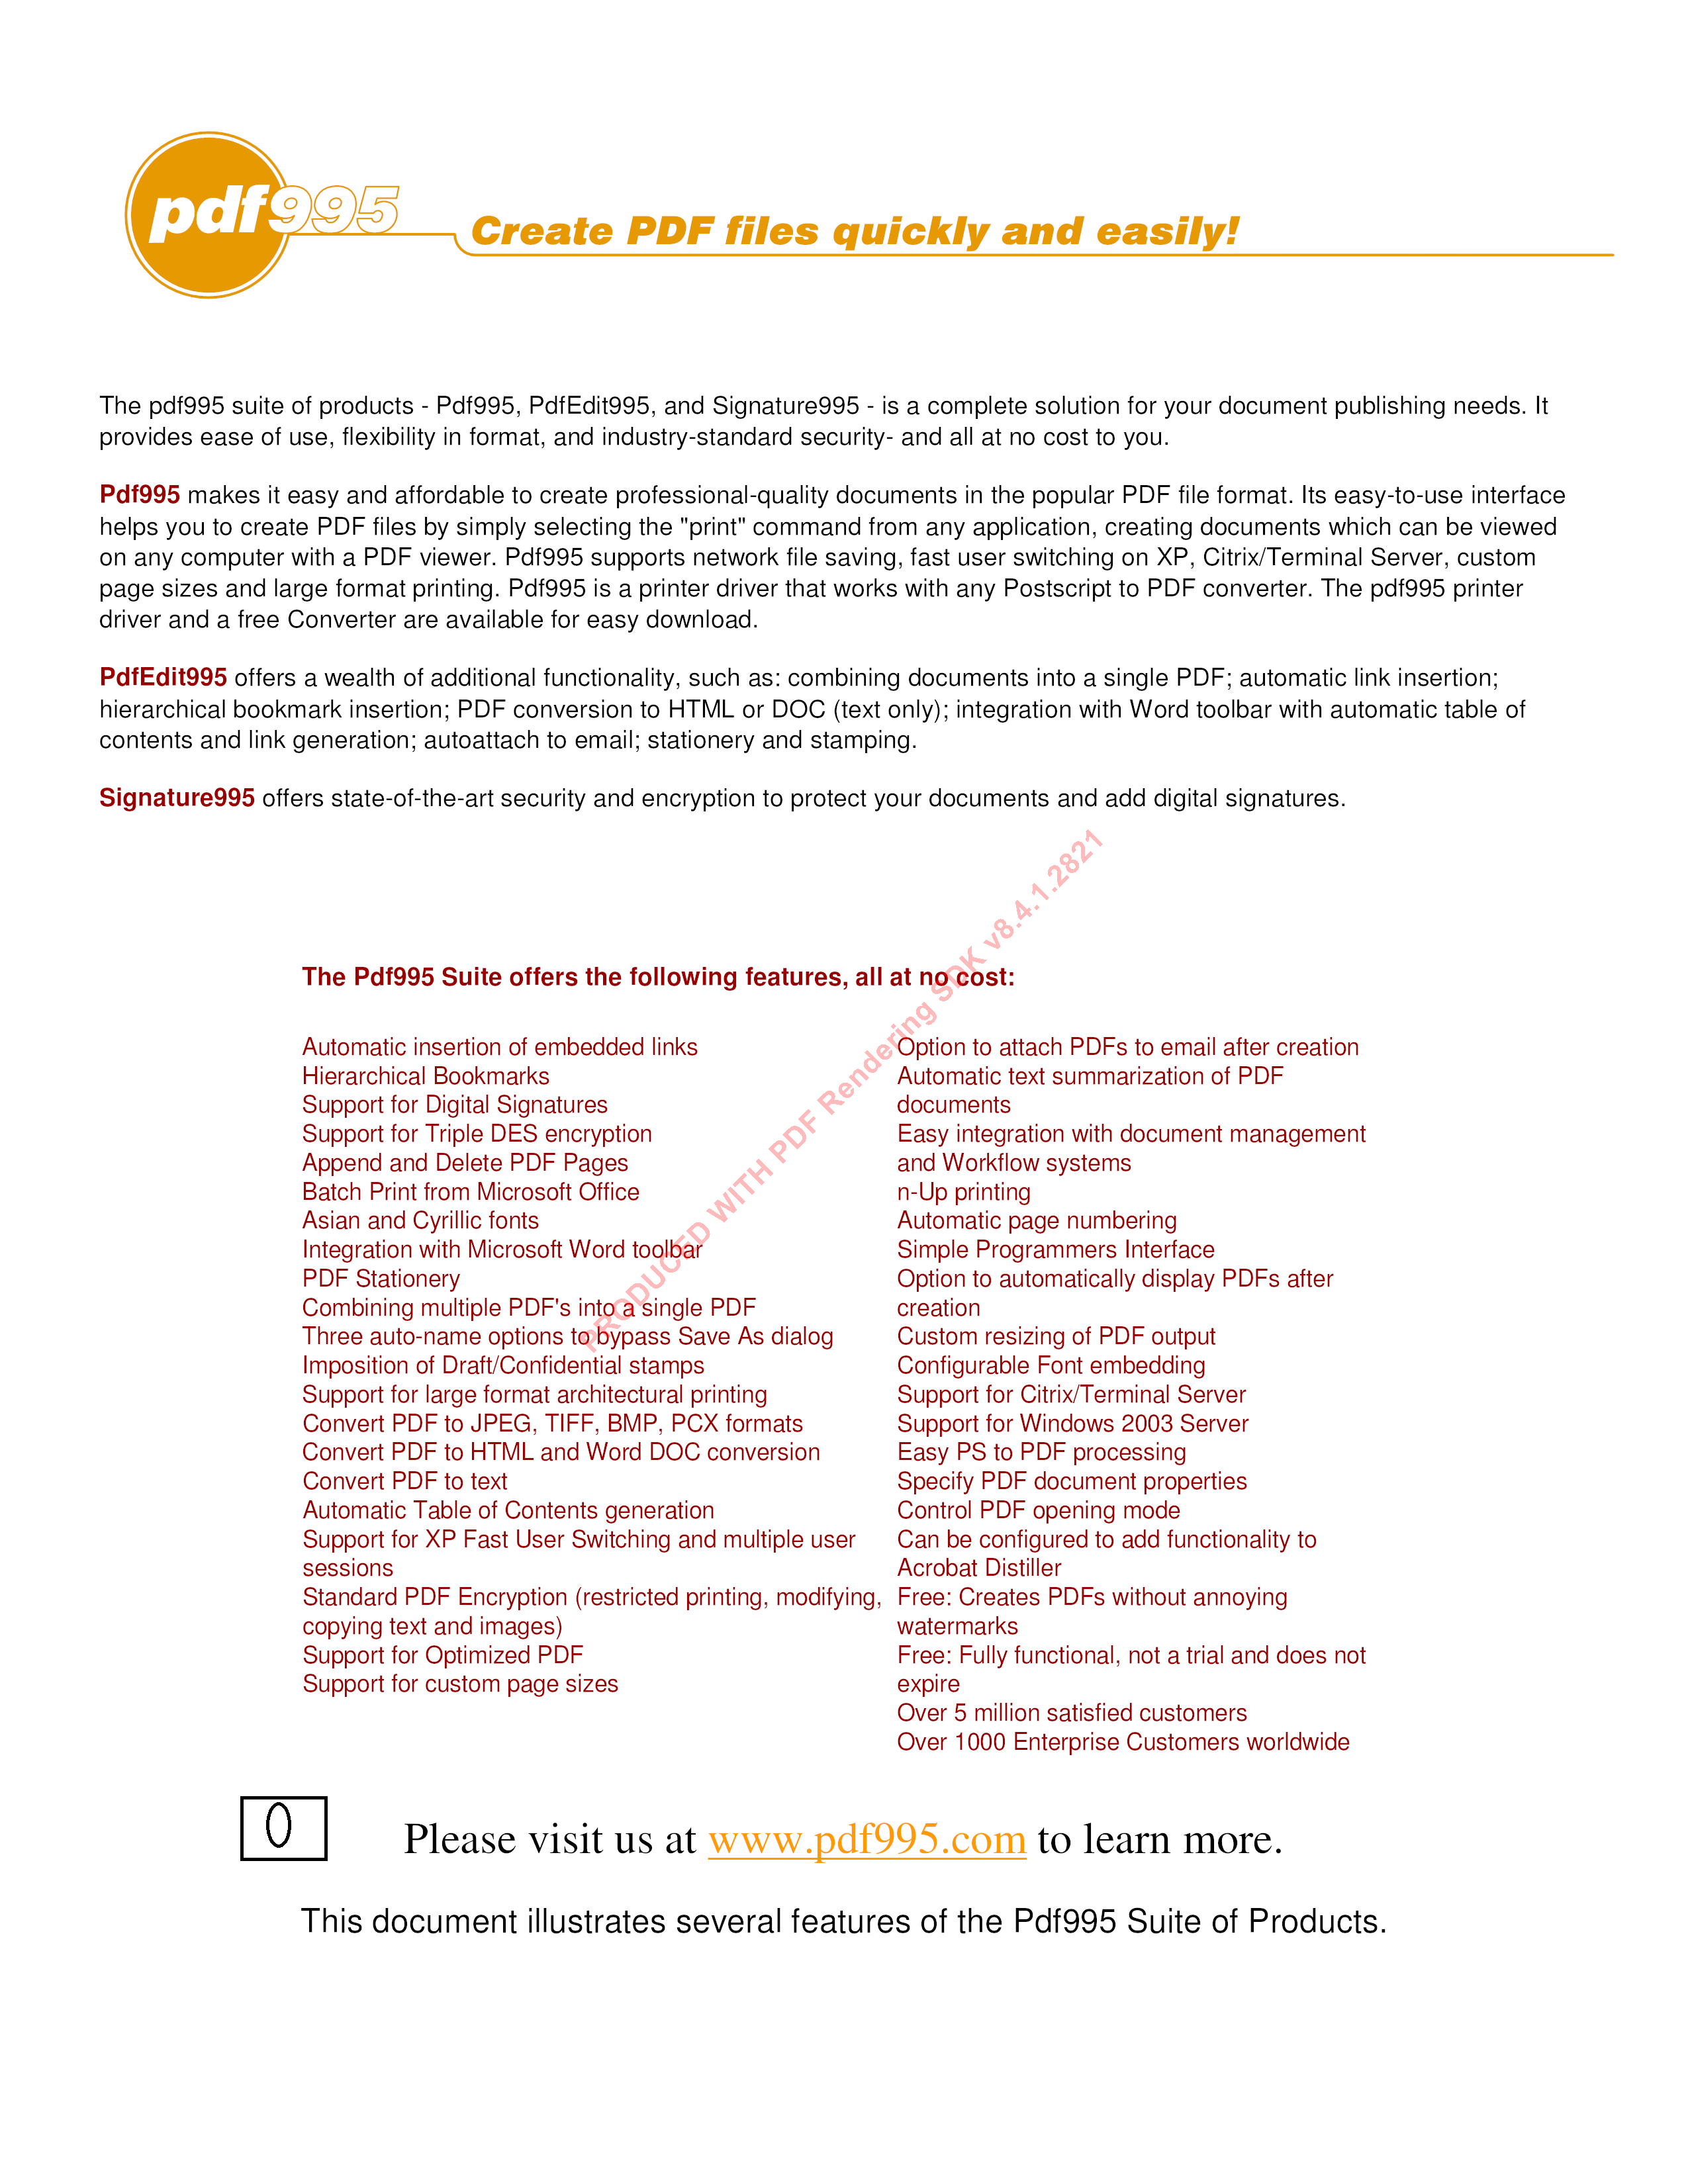 pdf995
Create PDF files quickly and easily!
The pdf995 suite of products - Pdf995, PdfEdit995, and Signature995 - is a complete solution for your document publishing needs. It
provides ease of use, flexibility in format, and industry-standard security- and all at no cost to you.
Pdf995 makes it easy and affordable to create professional-quality documents in the popular PDF file format. Its easy-to-use interface
helps you to create PDF files by simply selecting the "print" command from any application, creating documents which can be viewed
on any computer with a PDF viewer. Pdf995 supports network file saving, fast user switching on XP, Citrix/Terminal Server, custom
page sizes and large format printing. Pdf995 is a printer driver that works with any Postscript to PDF converter. The pdf995 printer
driver and a free Converter are available for easy download.
PdfEdit995 offers a wealth of additional functionality, such as: combining documents into a single PDF; automatic link insertion;
hierarchical bookmark insertion; PDF conversion to HTML or DOC (text only); integration with Word toolbar with automatic table of
contents and link generation; autoattach to email; stationery and stamping.
Signature995 offers state-of-the-art security and encryption to protect your documents and add digital signatures.
PRODUCED WITH PDF Rendering SDK v8.4.1.2821
The Pdf995 Suite offers the following features, all at no cost:
Automatic insertion of embedded links
Hierarchical Bookmarks
Support for Digital Signatures
Support for Triple DES encryption
Append and Delete PDF Pages
Batch Print from Microsoft Office
Asian and Cyrillic fonts
Integration with Microsoft Word toolbar
PDF Stationery
Combining multiple PDF's into a single PDF
Three auto-name options to bypass Save As dialog
Imposition of Draft/Confidential stamps
Support for large format architectural printing
Convert PDF to JPEG, TIFF, BMP, PCX formats
Convert PDF to HTML and Word DOC conversion
Convert PDF to text
Automatic Table of Contents generation
Support for XP Fast User Switching and multiple user
sessions
Standard PDF Encryption (restricted printing, modifying,
copying text and images)
Support for Optimized PDF
Support for custom page sizes
Option to attach PDFs to email after creation
Automatic text summarization of PDF
documents
Easy integration with document management
and Workflow systems
n-Up printing
Automatic page numbering
Simple Programmers Interface
Option to automatically display PDFs after
creation
Custom resizing of PDF output
Configurable Font embedding
Support for Citrix/Terminal Server
Support for Windows 2003 Server
Easy PS to PDF processing
Specify PDF document properties
Control PDF opening mode
Can be configured to add functionality to
Acrobat Distiller
Free: Creates PDFs without annoying
watermarks
Free: Fully functional, not a trial and does not
expire
Over 5 million satisfied customers
Over 1000 Enterprise Customers worldwide
0
Please visit us at www.pdf995.com to learn more.
This document illustrates several features of the Pdf995 Suite of Products.